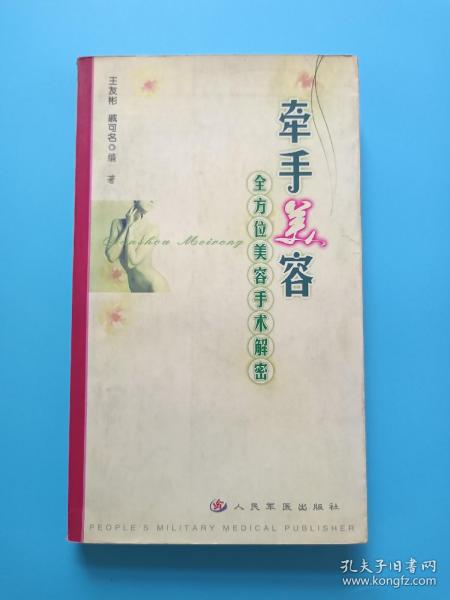 牵手美容
全方位美容手术解密
王友彬 戚可名◎编 著
Qianshou Meirong
人民军医出版社
PEOPLE'S MILITARY MEDICAL PUBLISHER
孔夫子旧书网
www.kongfz.com